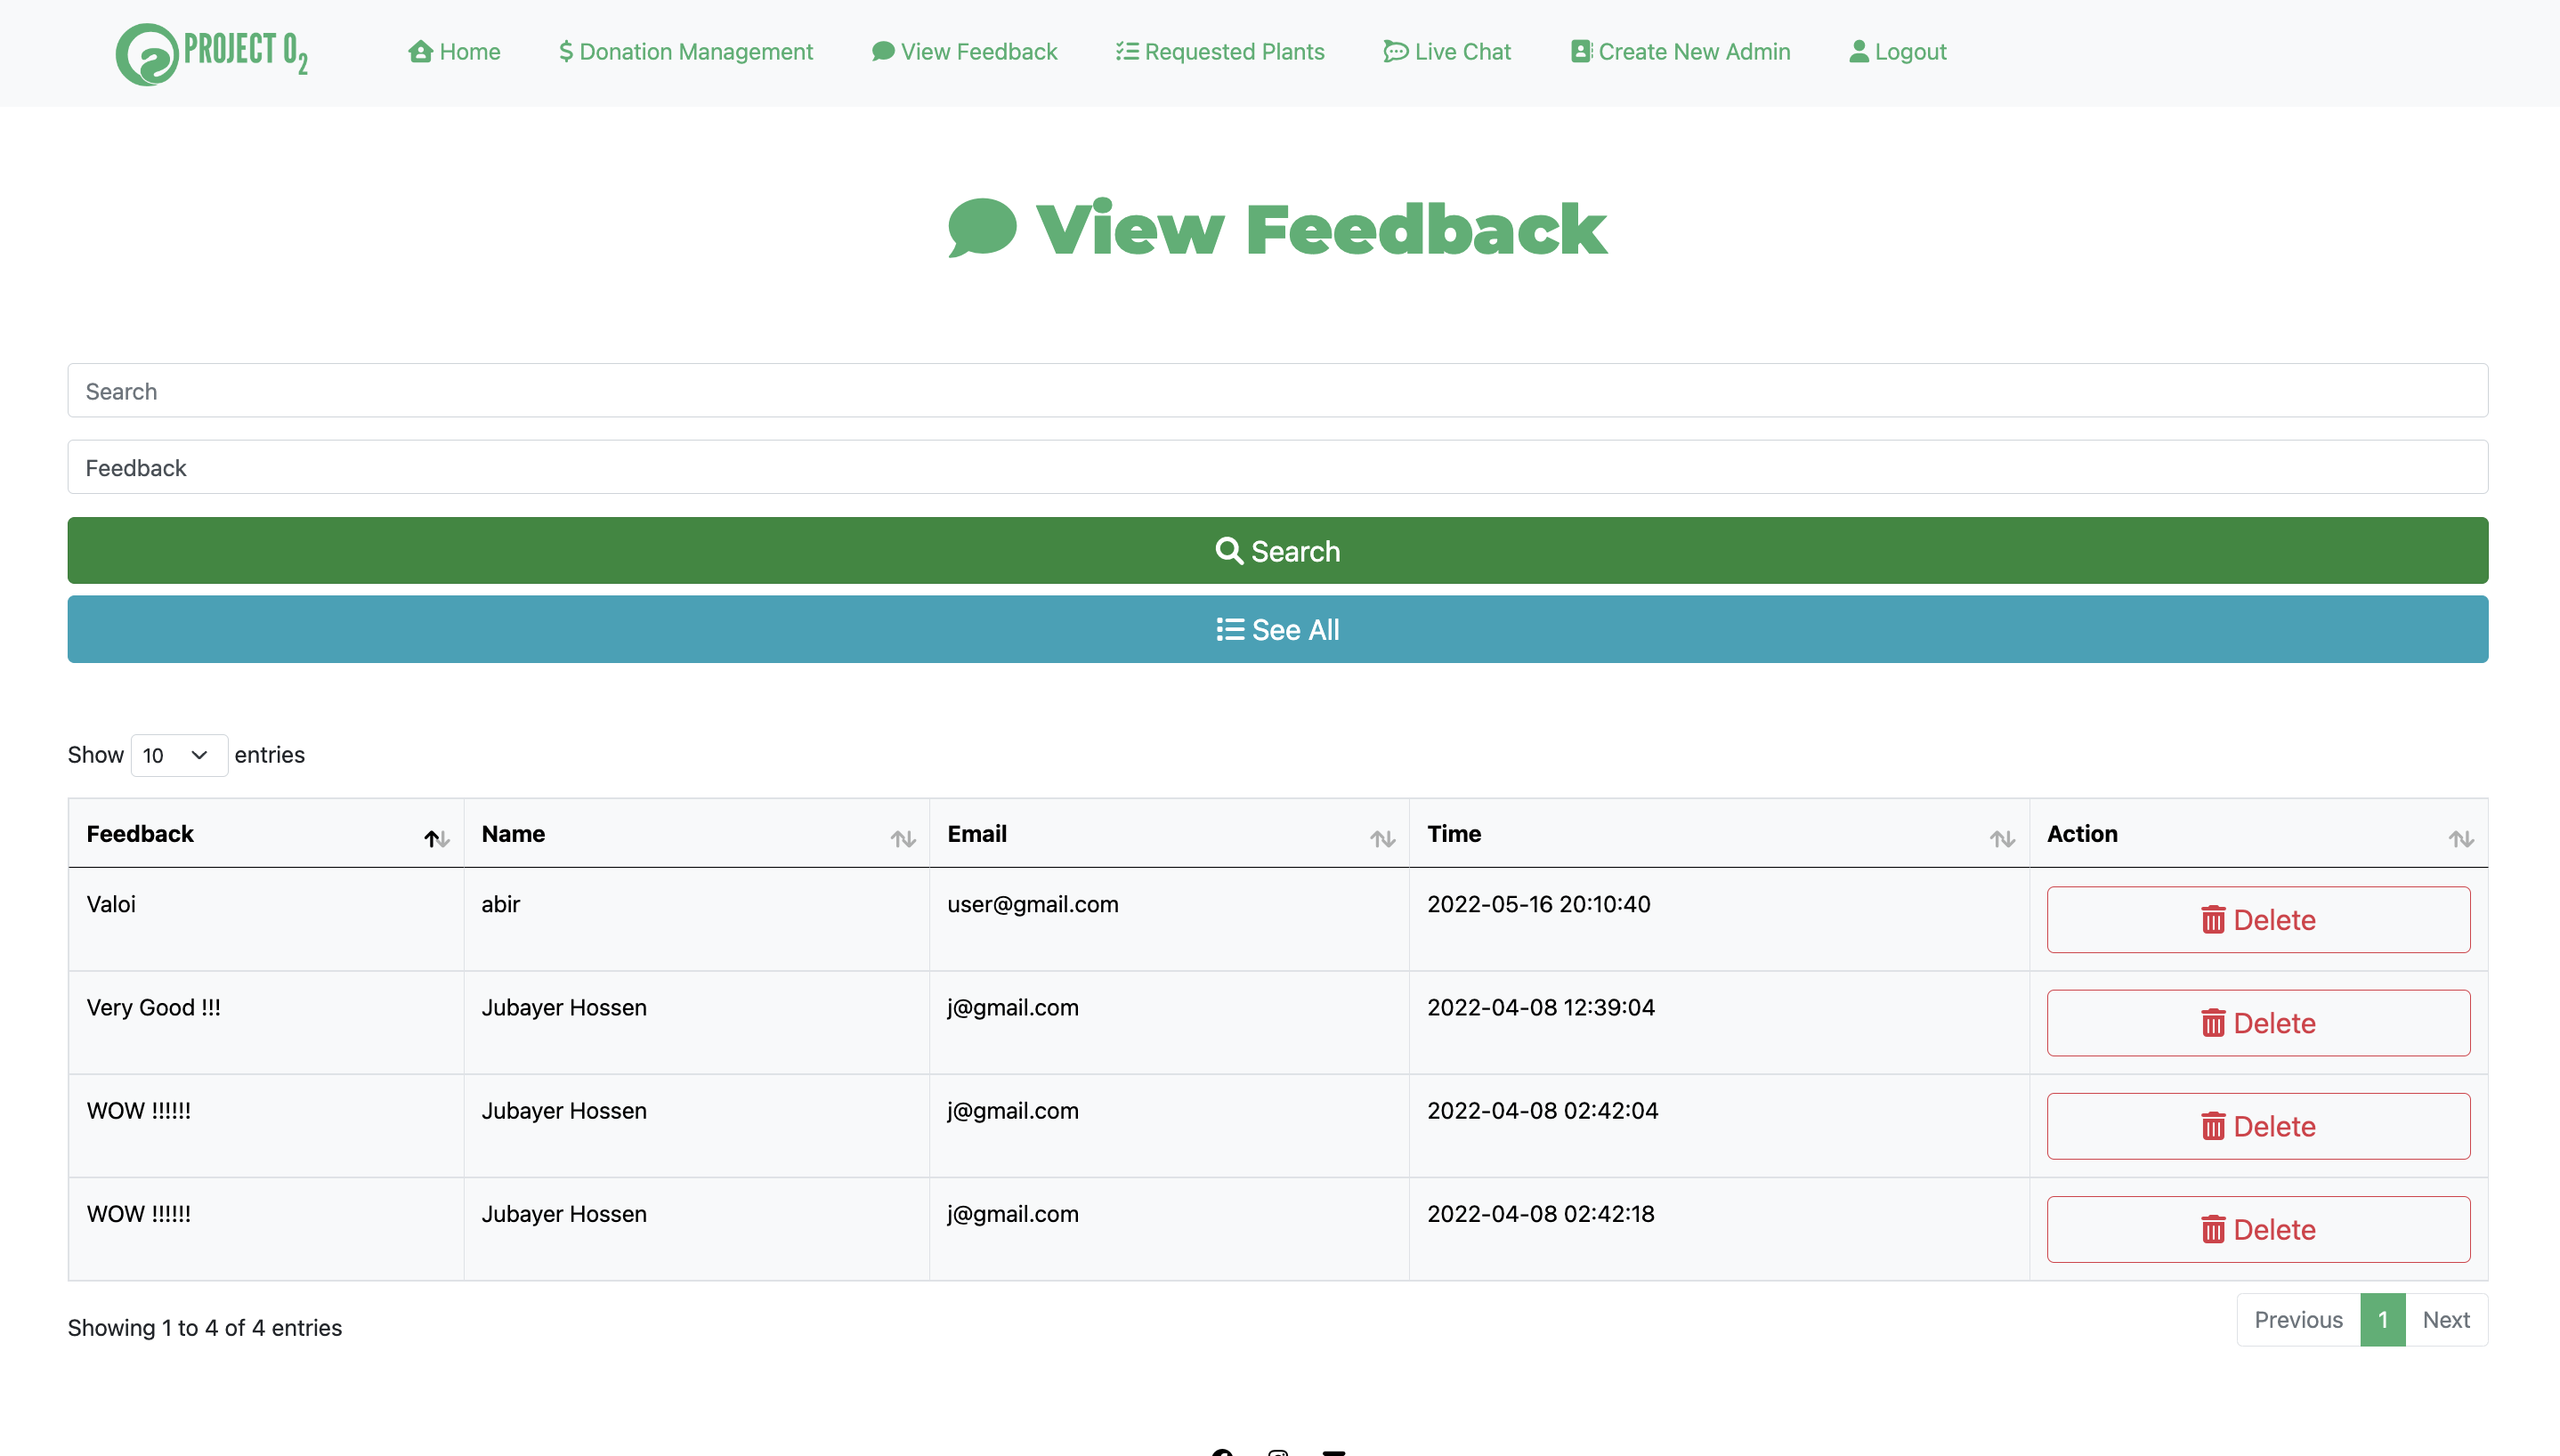 PROJECT O2 Home $ Donation Management View Feedback Requested Plants Live Chat Create New Admin Logout
View Feedback
Search
Feedback
Search
See All
Show 10 entries
Feedback Name Email Time Action
Valoi abir user@gmail.com 2022-05-16 20:10:40 Delete
Very Good !!! Jubayer Hossen j@gmail.com 2022-04-08 12:39:04 Delete
WOW !!!!!! Jubayer Hossen j@gmail.com 2022-04-08 02:42:04 Delete
WOW !!!!!! Jubayer Hossen j@gmail.com 2022-04-08 02:42:18 Delete
Showing 1 to 4 of 4 entries Previous 1 Next